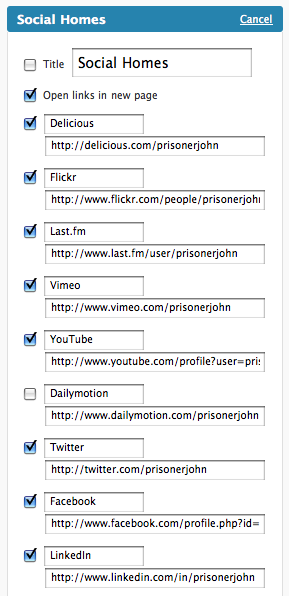 Social Homes Cancel
Title Social Homes
Open links in new page
Delicious
http://delicious.com/prisonerjohn
Flickr
http://www.flickr.com/people/prisonerjohn
Last.fm
http://www.last.fm/user/prisonerjohn
Vimeo
http://www.vimeo.com/prisonerjohn
YouTube
http://www.youtube.com/profile?user=pris
Dailymotion
http://www.dailymotion.com/prisonerjohn
Twitter
http://twitter.com/prisonerjohn
Facebook
http://www.facebook.com/profile.php?id=
LinkedIn
http://www.linkedin.com/in/prisonerjohn